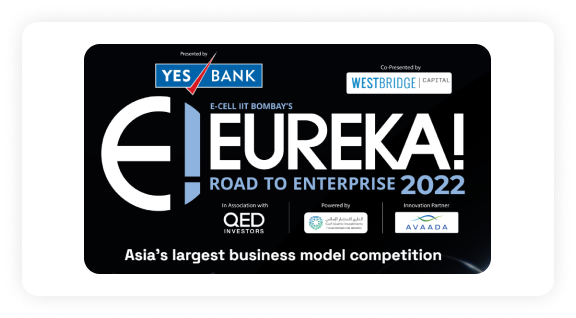 Presented by
YES BANK
Co-Presented by
WESTBRIDGE | CAPITAL
E-CELL IIT BOMBAY'S
E! EUREKA!
ROAD TO ENTERPRISE 2022
In Association with
QED
INVESTORS
Powered by
Innovation Partner
AVAADA
Asia's largest business model competition